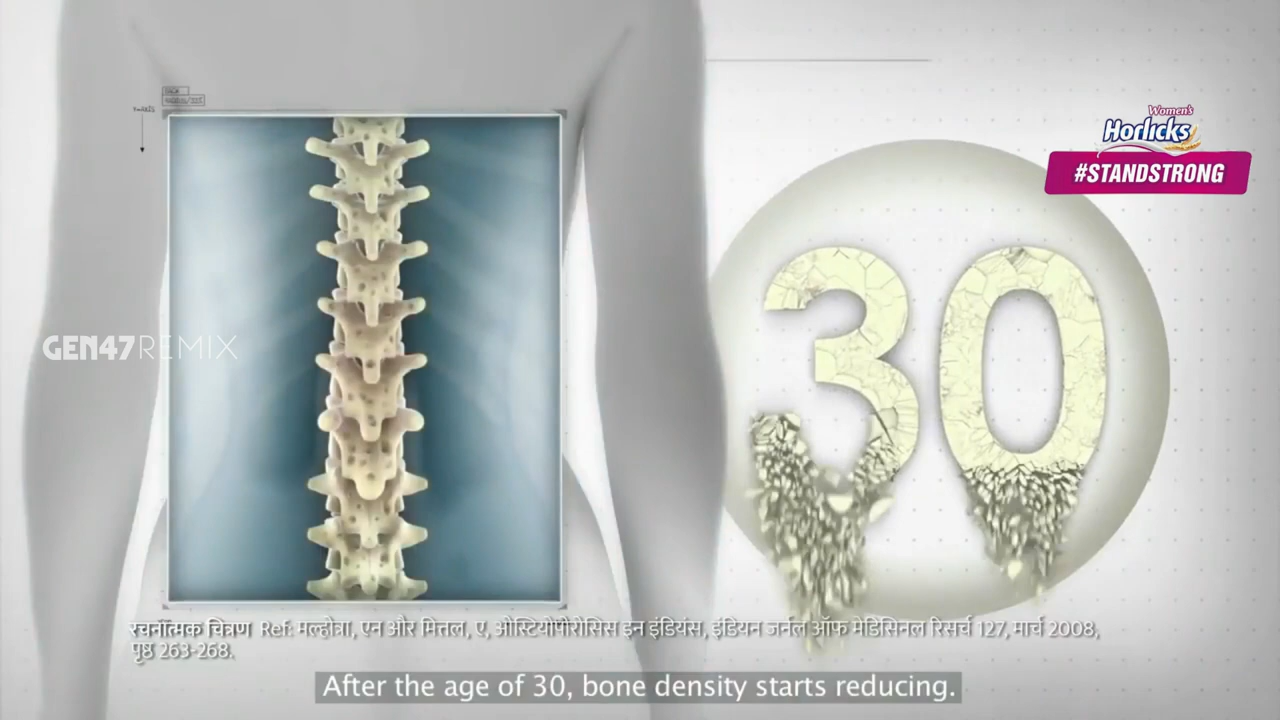 Women's
Horlicks
#STANDSTRONG
30
GEN47REMIX
रचनात्मक चित्रण Ref: मल्होत्रा, एन और मित्तल, ए, ओस्टियोपोरोसिस इन इंडियंस, इंडियन जर्नल ऑफ मेडिसिनल रिसर्च 127, मार्च 2008,
पृष्ठ 263-268.
After the age of 30, bone density starts reducing.